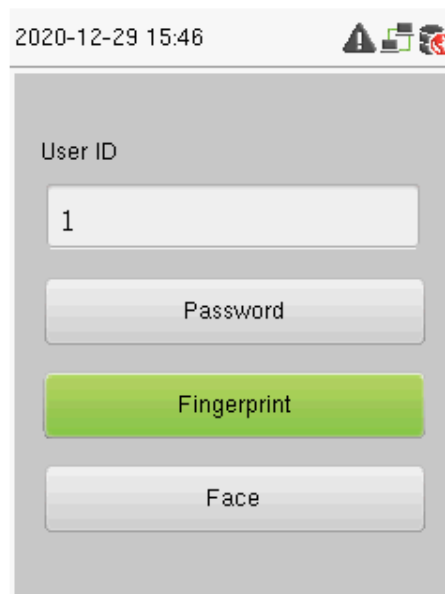 2020-12-29 15:46
User ID
1
Password
Fingerprint
Face